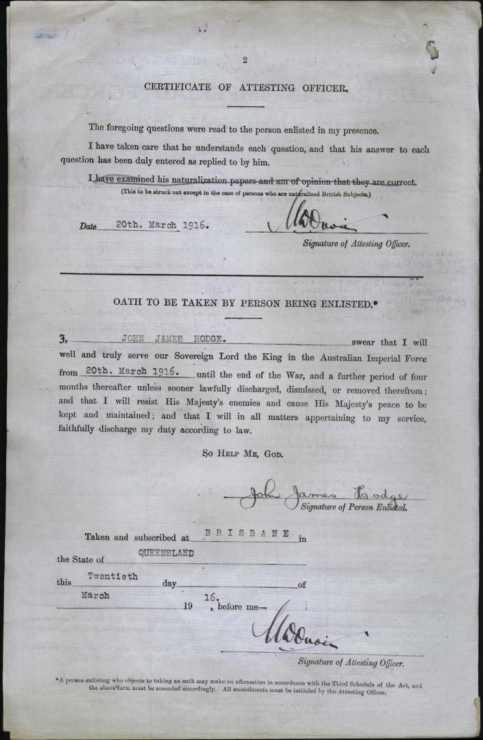 2
CERTIFICATE OF ATTESTING OFFICER.
The foregoing questions were read to the person enlisted in my presence.
I have taken care that he understands each question, and that his answer to each
question has been duly entered as replied to by him.
I have examined his naturalization papers and am of opinion that they are correct.
(This to be struck out except in the case of persons who are naturalized British Subjects.)
Date 20th. March 1916.
Signature of Attesting Officer.
OATH TO BE TAKEN BY PERSON BEING ENLISTED.*
I, JOHN JAMES HODGE. swear that I will
well and truly serve our Sovereign Lord the King in the Australian Imperial Force
from 20th. March 1916. until the end of the War, and a further period of four
months thereafter unless sooner lawfully discharged, dismissed, or removed therefrom;
and that I will resist His Majesty's enemies and cause His Majesty's peace to be
kept and maintained; and that I will in all matters appertaining to my service,
faithfully discharge my duty according to law.
SO HELP ME, GOD.
John James Hodge
Signature of Person Enlisted.
Taken and subscribed at BRISBANE in
the State of QUEENSLAND
this Twentieth day of
March 19 16. , before me—
Signature of Attesting Officer.
*A person enlisting who objects to taking an oath may make an affirmation in accordance with the Third Schedule of the Act, and
the above form must be amended accordingly. All amendments must be initialed by the Attesting Officer.